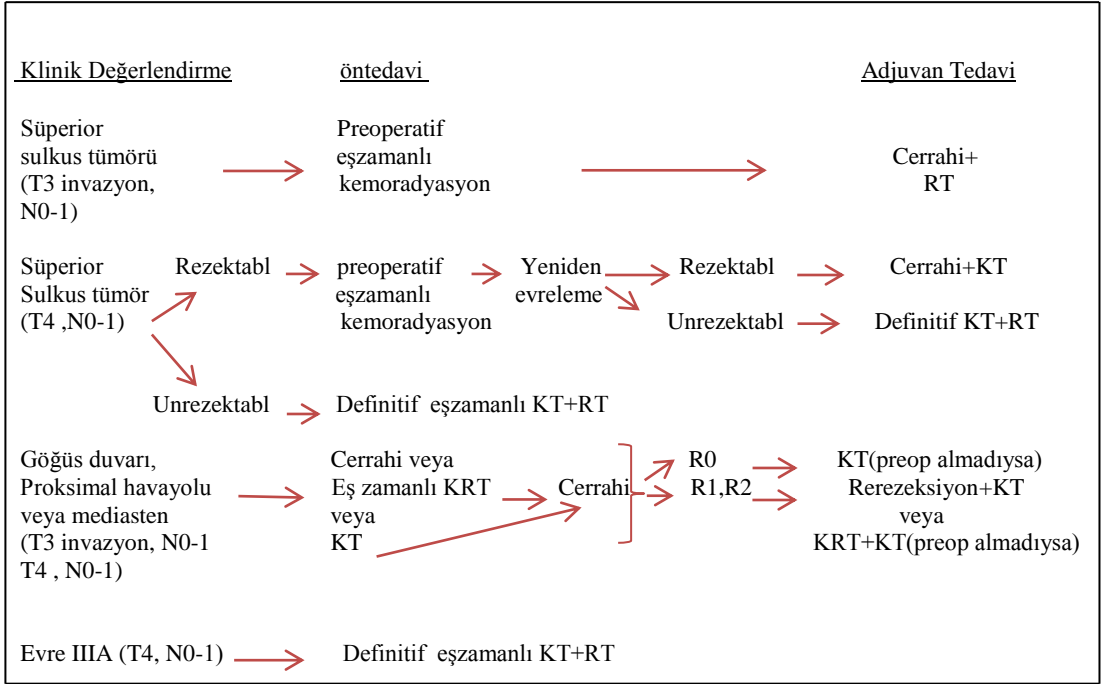 Klinik Değerlendirme öntedavi Adjuvan Tedavi
Süperior Preoperatif
sulkus tümörü eşzamanlı Cerrahi+
(T3 invazyon, kemoradyasyon RT
N0-1)
Süperior Rezektabl preoperatif Yeniden Rezektabl Cerrahi+KT
Sulkus tümör eşzamanlı evreleme
(T4 ,N0-1) kemoradyasyon Unrezektabl Definitif KT+RT
Unrezektabl Definitif eşzamanlı KT+RT
Göğüs duvarı, Cerrahi veya R0 KT(preop almadıysa)
Proksimal havayolu Eş zamanlı KRT Cerrahi R1,R2 Rerezeksiyon+KT
veya mediasten veya veya
(T3 invazyon, N0-1 KT KRT+KT(preop almadıysa)
T4 , N0-1)
Evre IIIA (T4, N0-1) Definitif eşzamanlı KT+RT